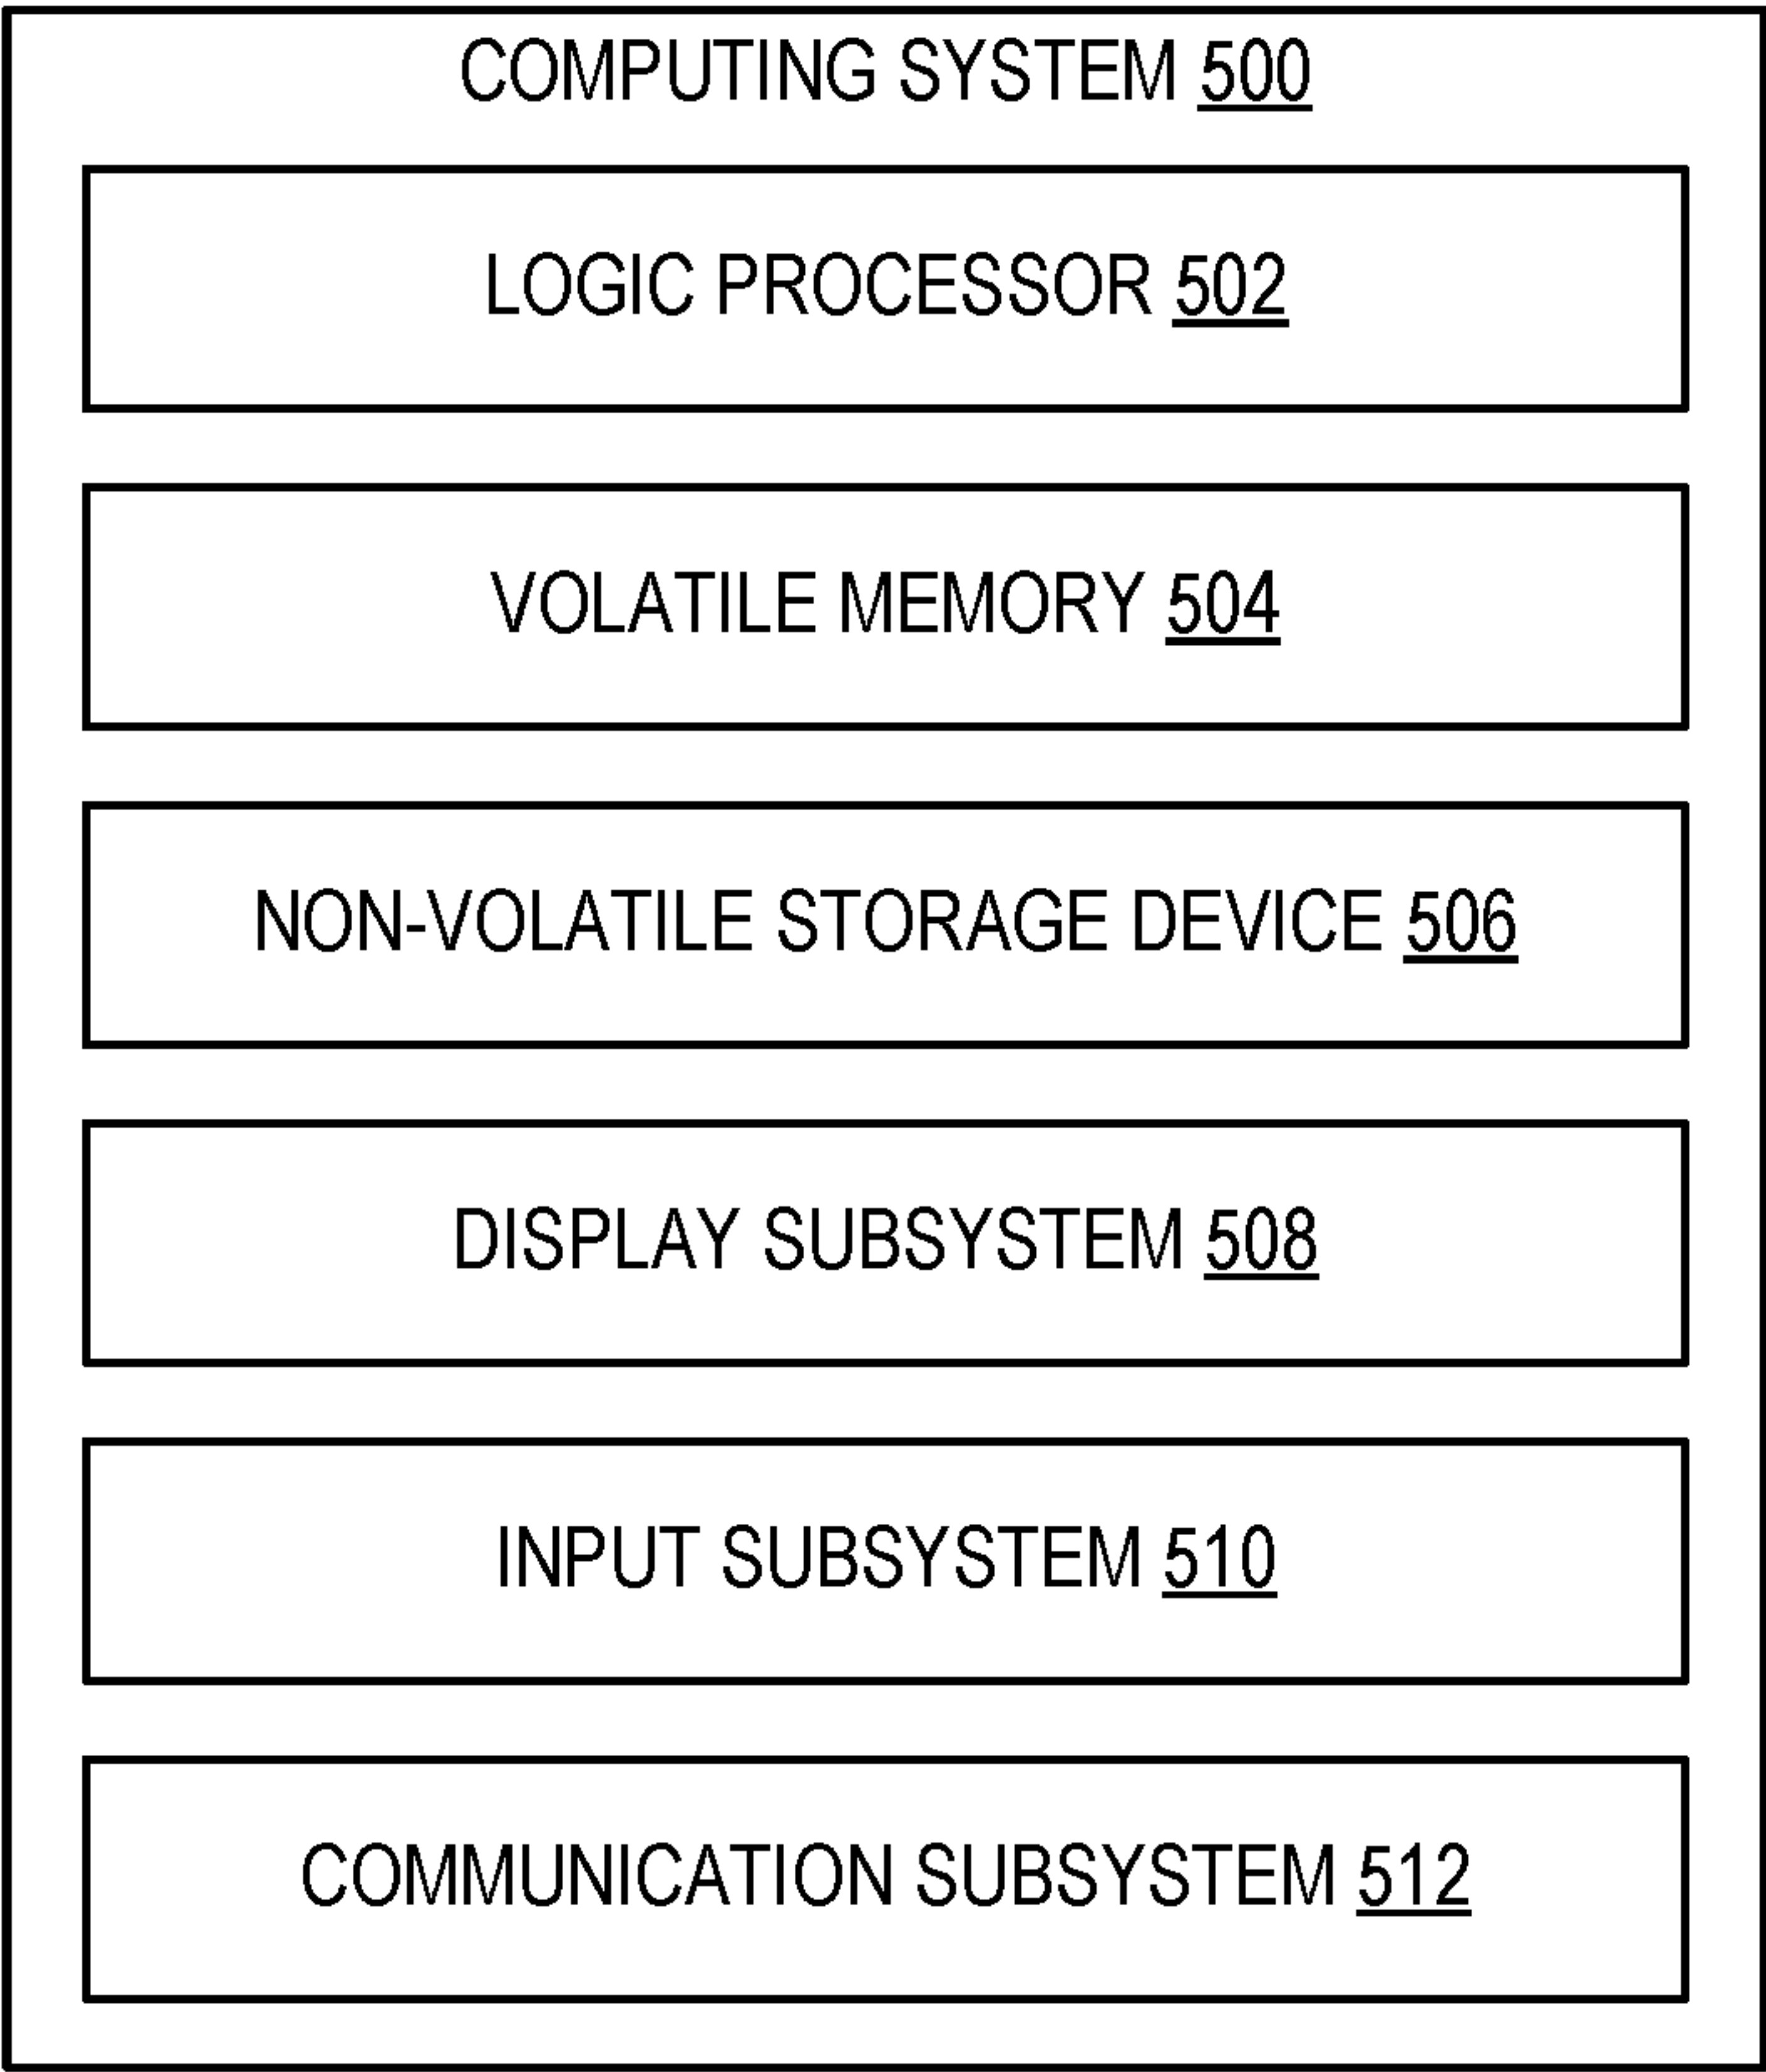 COMPUTING SYSTEM 500
LOGIC PROCESSOR 502
VOLATILE MEMORY 504
NON-VOLATILE STORAGE DEVICE 506
DISPLAY SUBSYSTEM 508
INPUT SUBSYSTEM 510
COMMUNICATION SUBSYSTEM 512